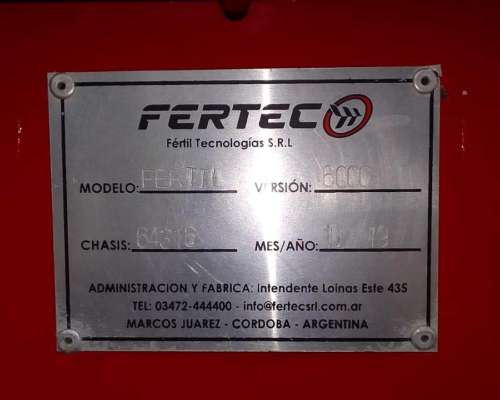 FERTEC
Fértil Tecnologías S.R.L
MODELO: VERSIÓN: 6000
CHASIS: MES/AÑO:
ADMINISTRACION Y FABRICA: Intendente Loinas Este 435
TEL: 03472-444400 - info@fertecsrl.com.ar
MARCOS JUAREZ - CORDOBA - ARGENTINA